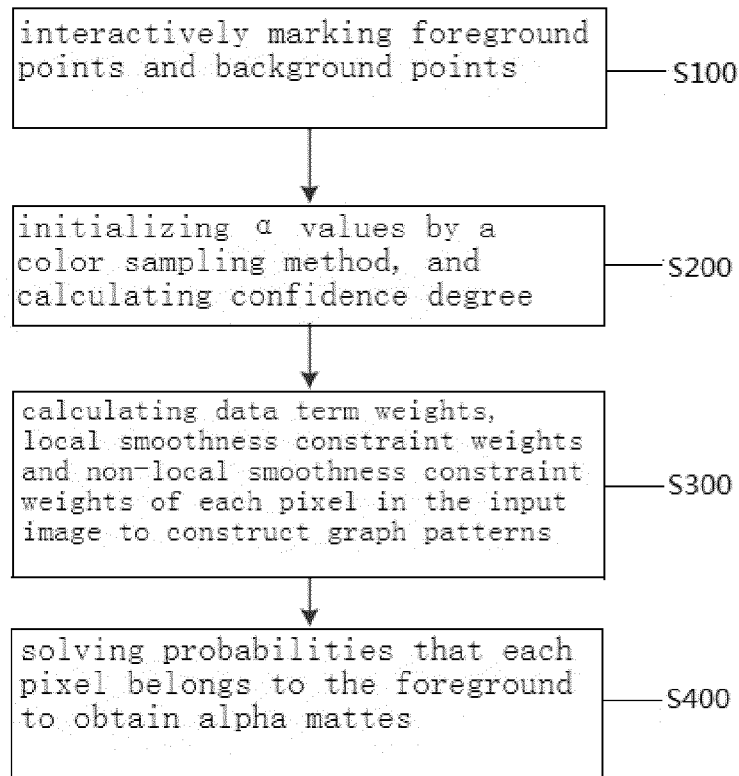 interactively marking foreground
points and background points
S100
initializing α values by a
color sampling method, and
calculating confidence degree
S200
calculating data term weights,
local smoothness constraint weights
and non-local smoothness constraint
weights of each pixel in the input
image to construct graph patterns
S300
solving probabilities that each
pixel belongs to the foreground
to obtain alpha mattes
S400